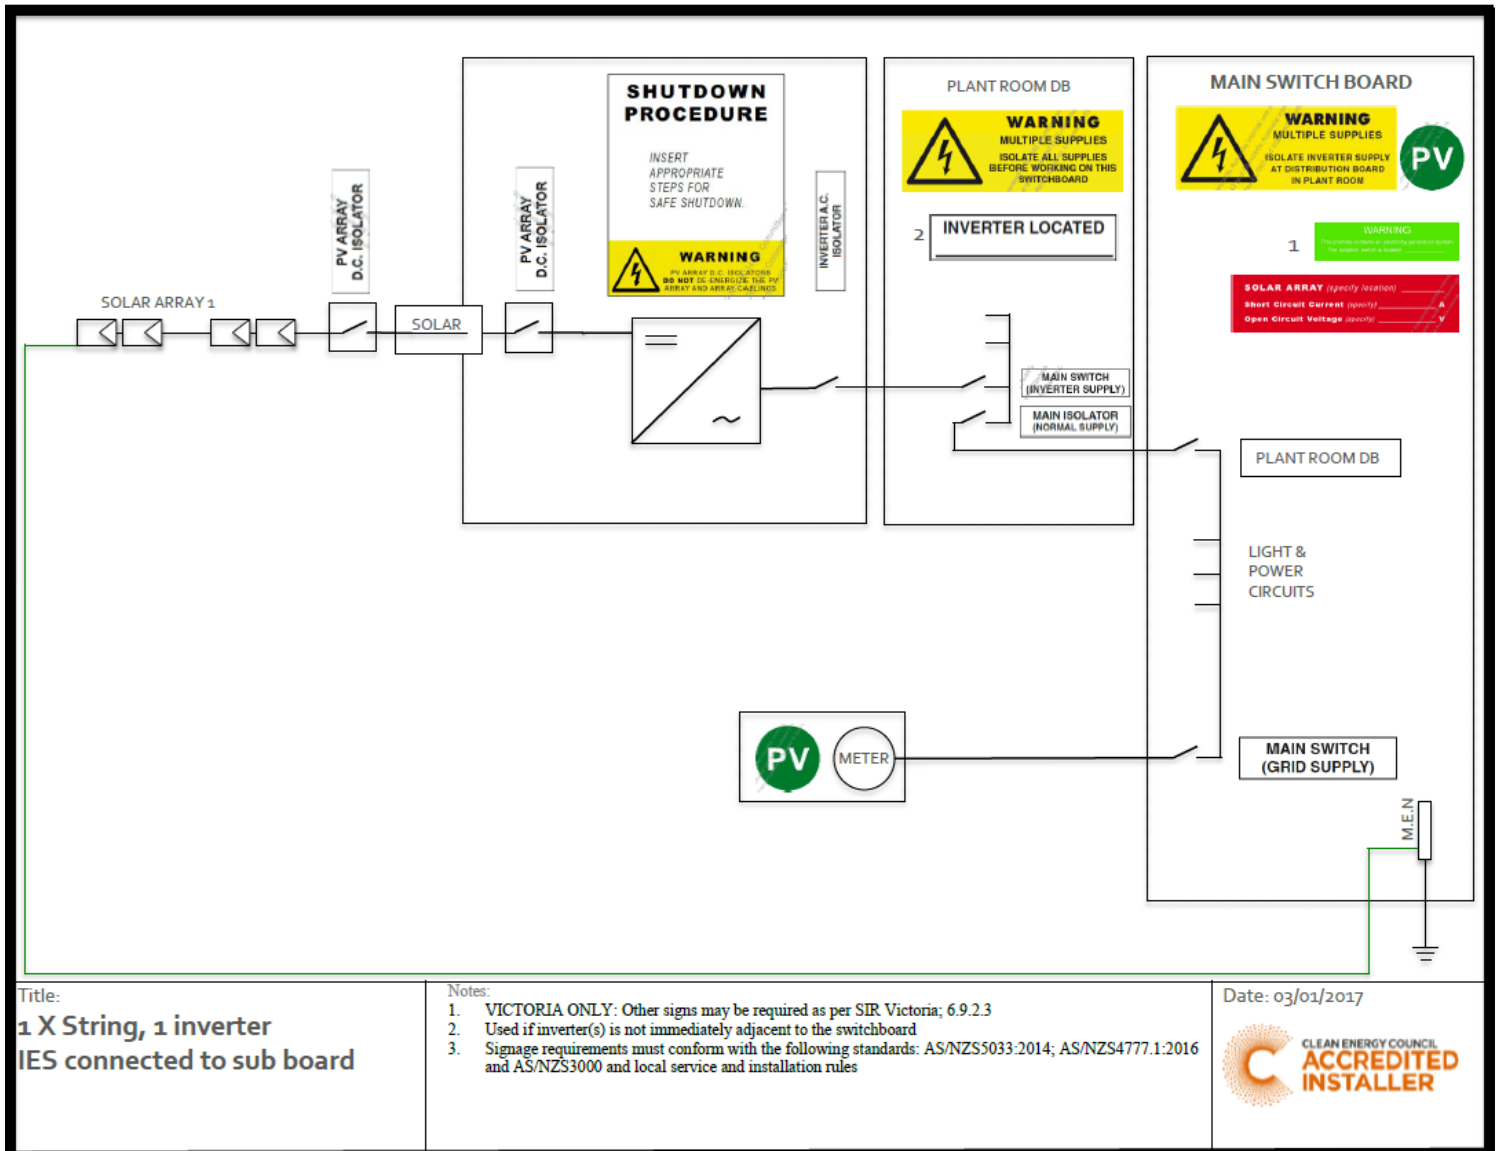 SHUTDOWN
PROCEDURE
INSERT
APPROPRIATE
STEPS FOR
SAFE SHUTDOWN.
WARNING
PV ARRAY D.C. ISOLATORS
DO NOT DE-ENERGIZE THE PV
ARRAY AND ARRAY CABLING.
PV ARRAY
D.C. ISOLATOR
PV ARRAY
D.C. ISOLATOR
INVERTER A.C.
ISOLATOR
SOLAR ARRAY 1
SOLAR
PLANT ROOM DB
WARNING
MULTIPLE SUPPLIES
ISOLATE ALL SUPPLIES
BEFORE WORKING ON THIS
SWITCHBOARD
2
INVERTER LOCATED
MAIN SWITCH
(INVERTER SUPPLY)
MAIN ISOLATOR
(NORMAL SUPPLY)
MAIN SWITCH BOARD
WARNING
MULTIPLE SUPPLIES
ISOLATE INVERTER SUPPLY
AT DISTRIBUTION BOARD
IN PLANT ROOM
PV
1
WARNING
SOLAR ARRAY (specify location)
Short Circuit Current (specify) A
Open Circuit Voltage (specify) V
PLANT ROOM DB
LIGHT &
POWER
CIRCUITS
PV
METER
MAIN SWITCH
(GRID SUPPLY)
M.E.N
Title:
1 X String, 1 inverter
IES connected to sub board
Notes:
1. VICTORIA ONLY: Other signs may be required as per SIR Victoria; 6.9.2.3
2. Used if inverter(s) is not immediately adjacent to the switchboard
3. Signage requirements must conform with the following standards: AS/NZS5033:2014; AS/NZS4777.1:2016
and AS/NZS3000 and local service and installation rules
Date: 03/01/2017
CLEAN ENERGY COUNCIL
ACCREDITED
INSTALLER